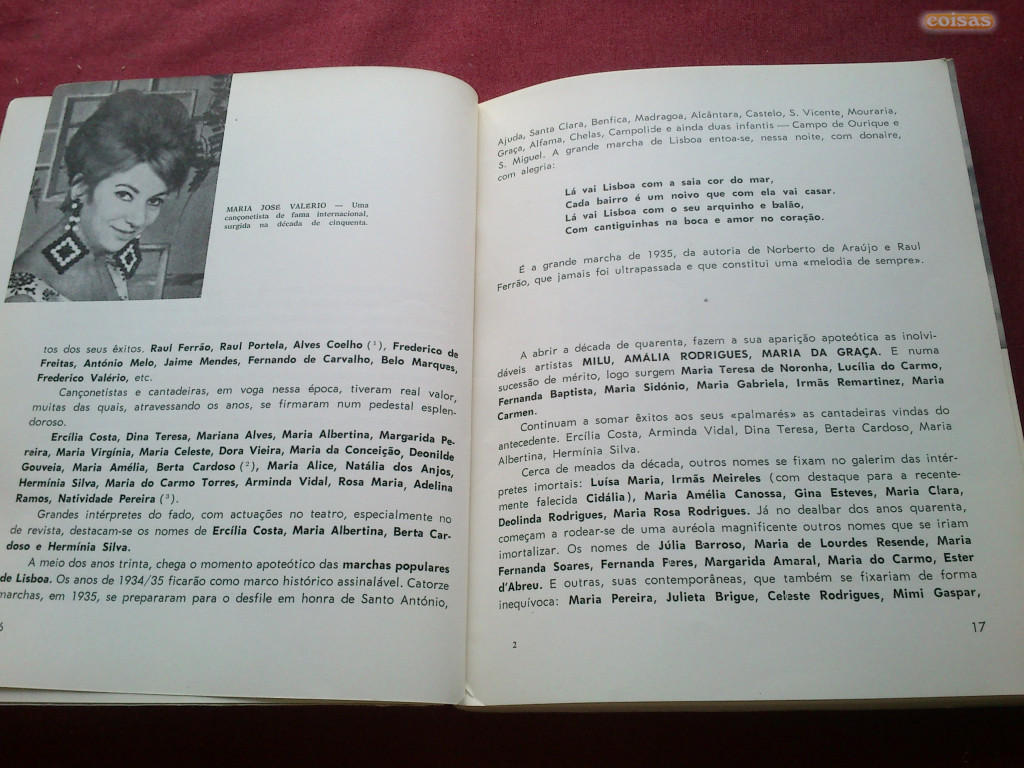 coisas
MARIA JOSÉ VALÉRIO — Uma
cançonetista de fama internacional,
surgida na década de cinquenta.
tos dos seus êxitos. Raul Ferrão, Raul Portela, Alves Coelho (1), Frederico de
Freitas, António Melo, Jaime Mendes, Fernando de Carvalho, Belo Marques,
Frederico Valério, etc.
Cançonetistas e cantadeiras, em voga nessa época, tiveram real valor,
muitas das quais, atravessando os anos, se firmaram num pedestal esplen-
doroso.
Ercília Costa, Dina Teresa, Mariana Alves, Maria Albertina, Margarida Pe-
reira, Maria Virgínia, Maria Celeste, Dora Vieira, Maria da Conceição, Deonilde
Gouveia, Maria Amélia, Berta Cardoso (2), Maria Alice, Natália dos Anjos,
Hermínia Silva, Maria do Carmo Torres, Arminda Vidal, Rosa Maria, Adelina
Ramos, Natividade Pereira (3).
Grandes intérpretes do fado, com actuações no teatro, especialmente no
de revista, destacam-se os nomes de Ercília Costa, Maria Albertina, Berta Car-
doso e Hermínia Silva.
A meio dos anos trinta, chega o momento apoteótico das marchas populares
de Lisboa. Os anos de 1934/35 ficarão como marco histórico assinalável. Catorze
marchas, em 1935, se prepararam para o desfile em honra de Santo António,
6
Ajuda, Santa Clara, Benfica, Madragoa, Alcântara, Castelo, S. Vicente, Mouraria,
Graça, Alfama, Chelas, Campolide e ainda duas infantis — Campo de Ourique e
S. Miguel. A grande marcha de Lisboa entoa-se, nessa noite, com donaire,
com alegria:
Lá vai Lisboa com a saia cor do mar,
Cada bairro é um noivo que com ela vai casar.
Lá vai Lisboa com o seu arquinho e balão,
Com cantiguinhas na boca e amor no coração.
É a grande marcha de 1935, da autoria de Norberto de Araújo e Raul
Ferrão, que jamais foi ultrapassada e que constitui uma «melodia de sempre».
A abrir a década de quarenta, fazem a sua aparição apoteótica as inolvi-
dáveis artistas MILU, AMÁLIA RODRIGUES, MARIA DA GRAÇA. E numa
sucessão de mérito, logo surgem Maria Teresa de Noronha, Lucília do Carmo,
Fernanda Baptista, Maria Sidónio, Maria Gabriela, Irmãs Remartinez, Maria
Carmen.
Continuam a somar êxitos aos seus «palmarés» as cantadeiras vindas do
antecedente. Ercília Costa, Arminda Vidal, Dina Teresa, Berta Cardoso, Maria
Albertina, Hermínia Silva.
Cerca de meados da década, outros nomes se fixam no galerim das intér-
pretes imortais: Luísa Maria, Irmãs Meireles (com destaque para a recente-
mente falecida Cidália), Maria Amélia Canossa, Gina Esteves, Maria Clara,
Deolinda Rodrigues, Maria Rosa Rodrigues. Já no dealbar dos anos quarenta,
começam a rodear-se de uma auréola magnificente outros nomes que se iriam
imortalizar. Os nomes de Júlia Barroso, Maria de Lourdes Resende, Maria
Fernanda Soares, Fernanda Peres, Margarida Amaral, Maria do Carmo, Ester
d'Abreu. E outras, suas contemporâneas, que também se fixariam de forma
inequívoca: Maria Pereira, Julieta Brigue, Celeste Rodrigues, Mimi Gaspar,
2
17